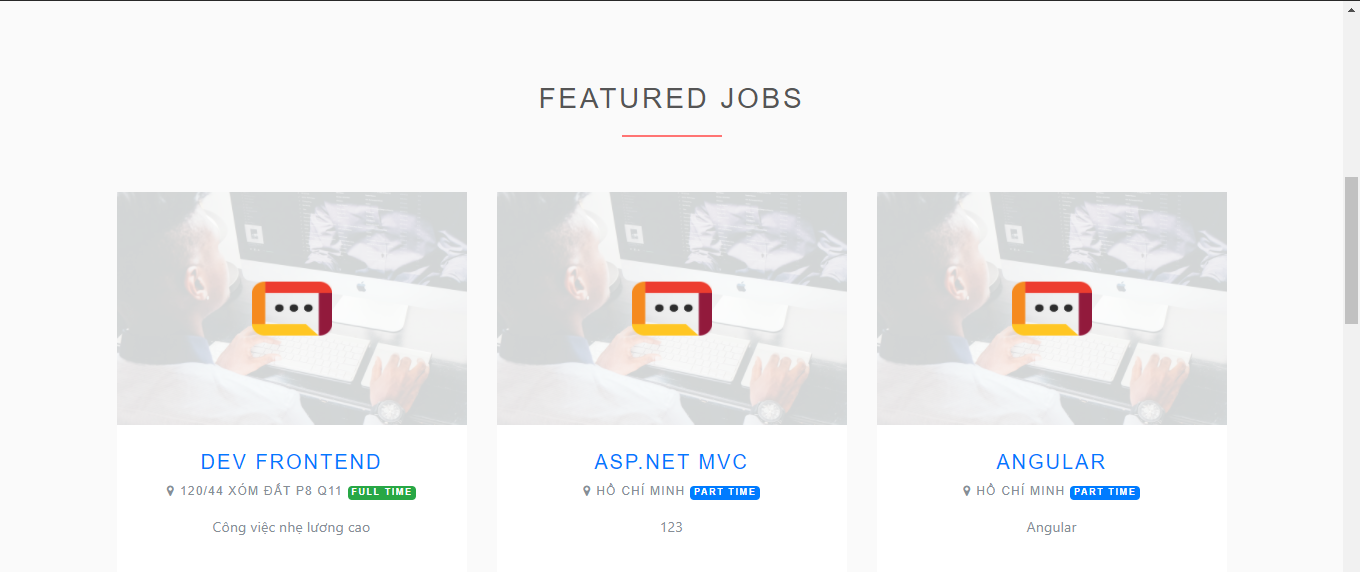 FEATURED JOBS
DEV FRONTEND
120/44 XÓM ĐẤT P8 Q11 FULL TIME
Công việc nhẹ lương cao
ASP.NET MVC
HỒ CHÍ MINH PART TIME
123
ANGULAR
HỒ CHÍ MINH PART TIME
Angular